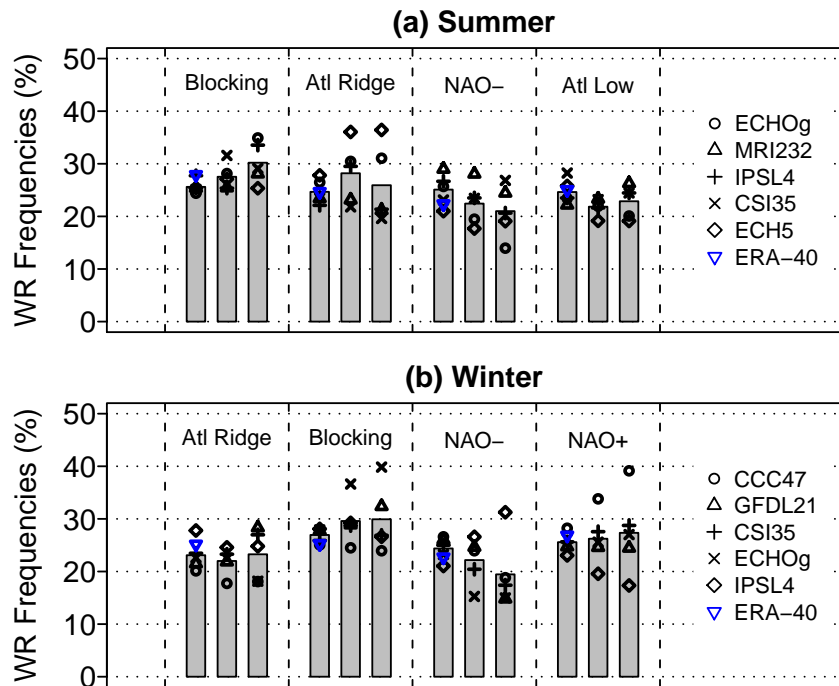 (a) Summer
WR Frequencies (%)
50
40
30
20
10
0
Blocking Atl Ridge NAO− Atl Low
ECHOg
MRI232
IPSL4
CSI35
ECH5
ERA−40
(b) Winter
WR Frequencies (%)
50
40
30
20
10
0
Atl Ridge Blocking NAO− NAO+
CCC47
GFDL21
CSI35
ECHOg
IPSL4
ERA−40